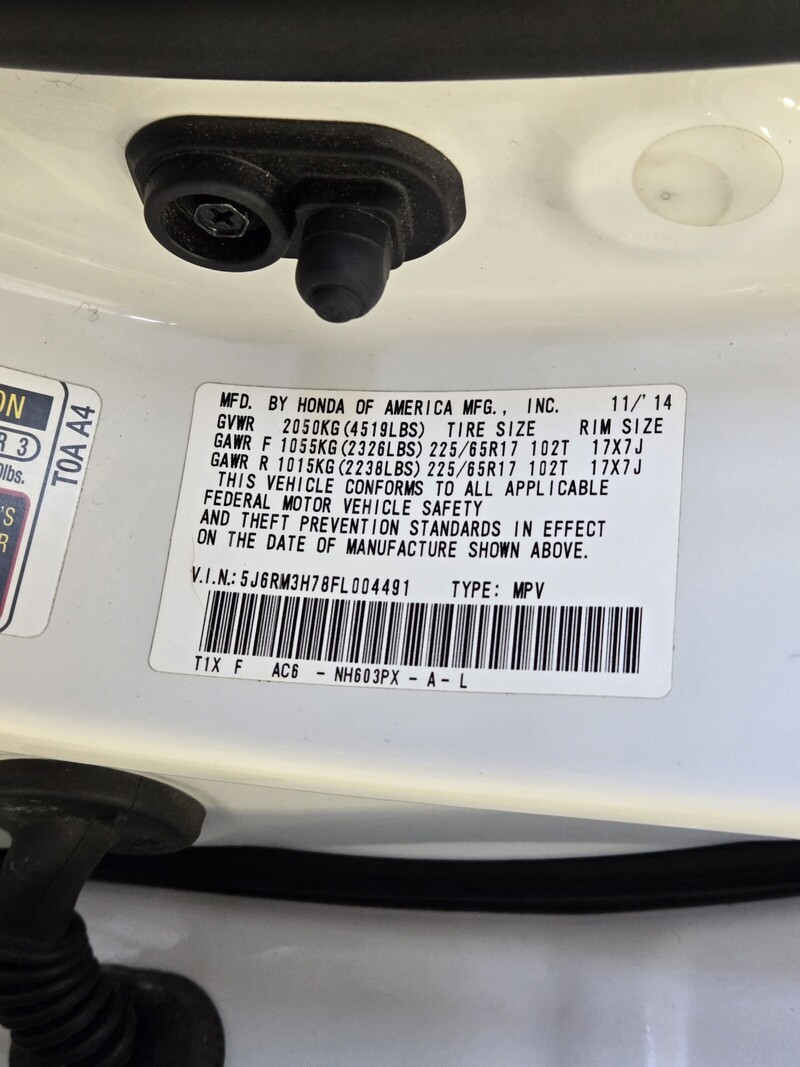 ON
R 3
0lbs.
'S
R
T0A A4
MFD. BY HONDA OF AMERICA MFG., INC. 11/'14
GVWR 2050KG(4519LBS) TIRE SIZE RIM SIZE
GAWR F 1055KG(2326LBS) 225/65R17 102T 17X7J
GAWR R 1015KG(2238LBS) 225/65R17 102T 17X7J
THIS VEHICLE CONFORMS TO ALL APPLICABLE
FEDERAL MOTOR VEHICLE SAFETY
AND THEFT PREVENTION STANDARDS IN EFFECT
ON THE DATE OF MANUFACTURE SHOWN ABOVE.
V.I.N.: 5J6RM3H78FL004491 TYPE: MPV
T1X F AC6 - NH603PX - A - L